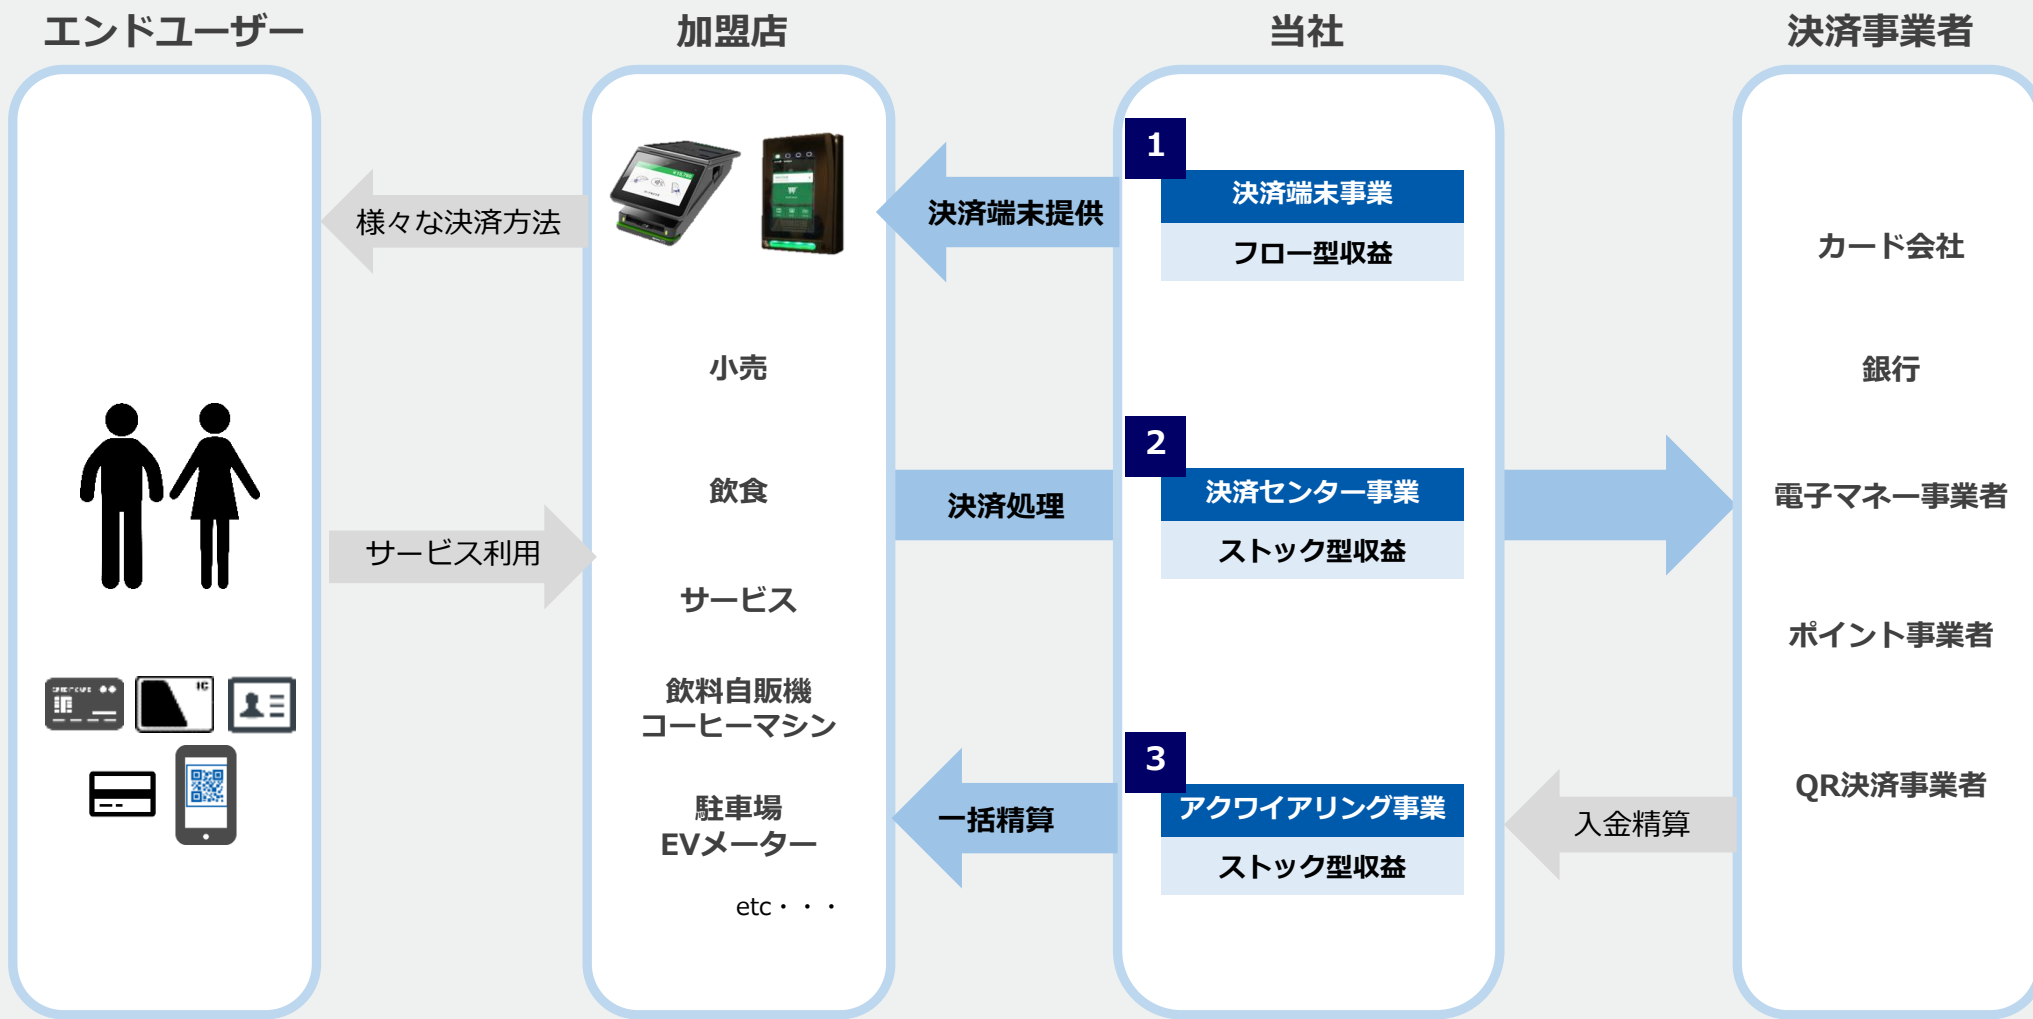 エンドユーザー
加盟店
当社
決済事業者
様々な決済方法
サービス利用
小売
飲食
サービス
飲料自販機
コーヒーマシン
駐車場
EVメーター
etc・・・
決済端末提供
決済処理
一括精算
1
決済端末事業
フロー型収益
2
決済センター事業
ストック型収益
3
アクワイアリング事業
ストック型収益
入金精算
カード会社
銀行
電子マネー事業者
ポイント事業者
QR決済事業者
IC